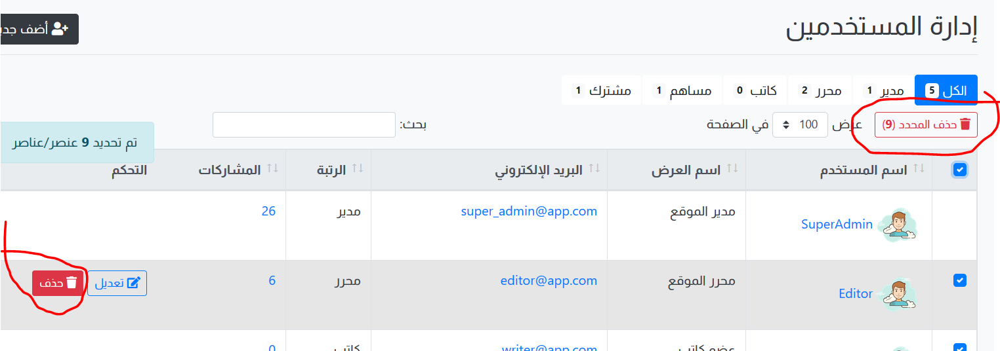 إدارة المستخدمين
أضف جدي
الكل 5 مدير 1 محرر 2 كاتب 0 مساهم 1 مشترك 1
حذف المحدد (9) عرض 100 في الصفحة بحث:
تم تحديد 9 عنصر/عناصر
اسم المستخدم اسم العرض البريد الإلكتروني الرتبة المشاركات التحكم
SuperAdmin مدير الموقع super_admin@app.com مدير 26
Editor محرر الموقع editor@app.com محرر 6 تعديل حذف
عضو كاتب writer@app.com كاتب 0